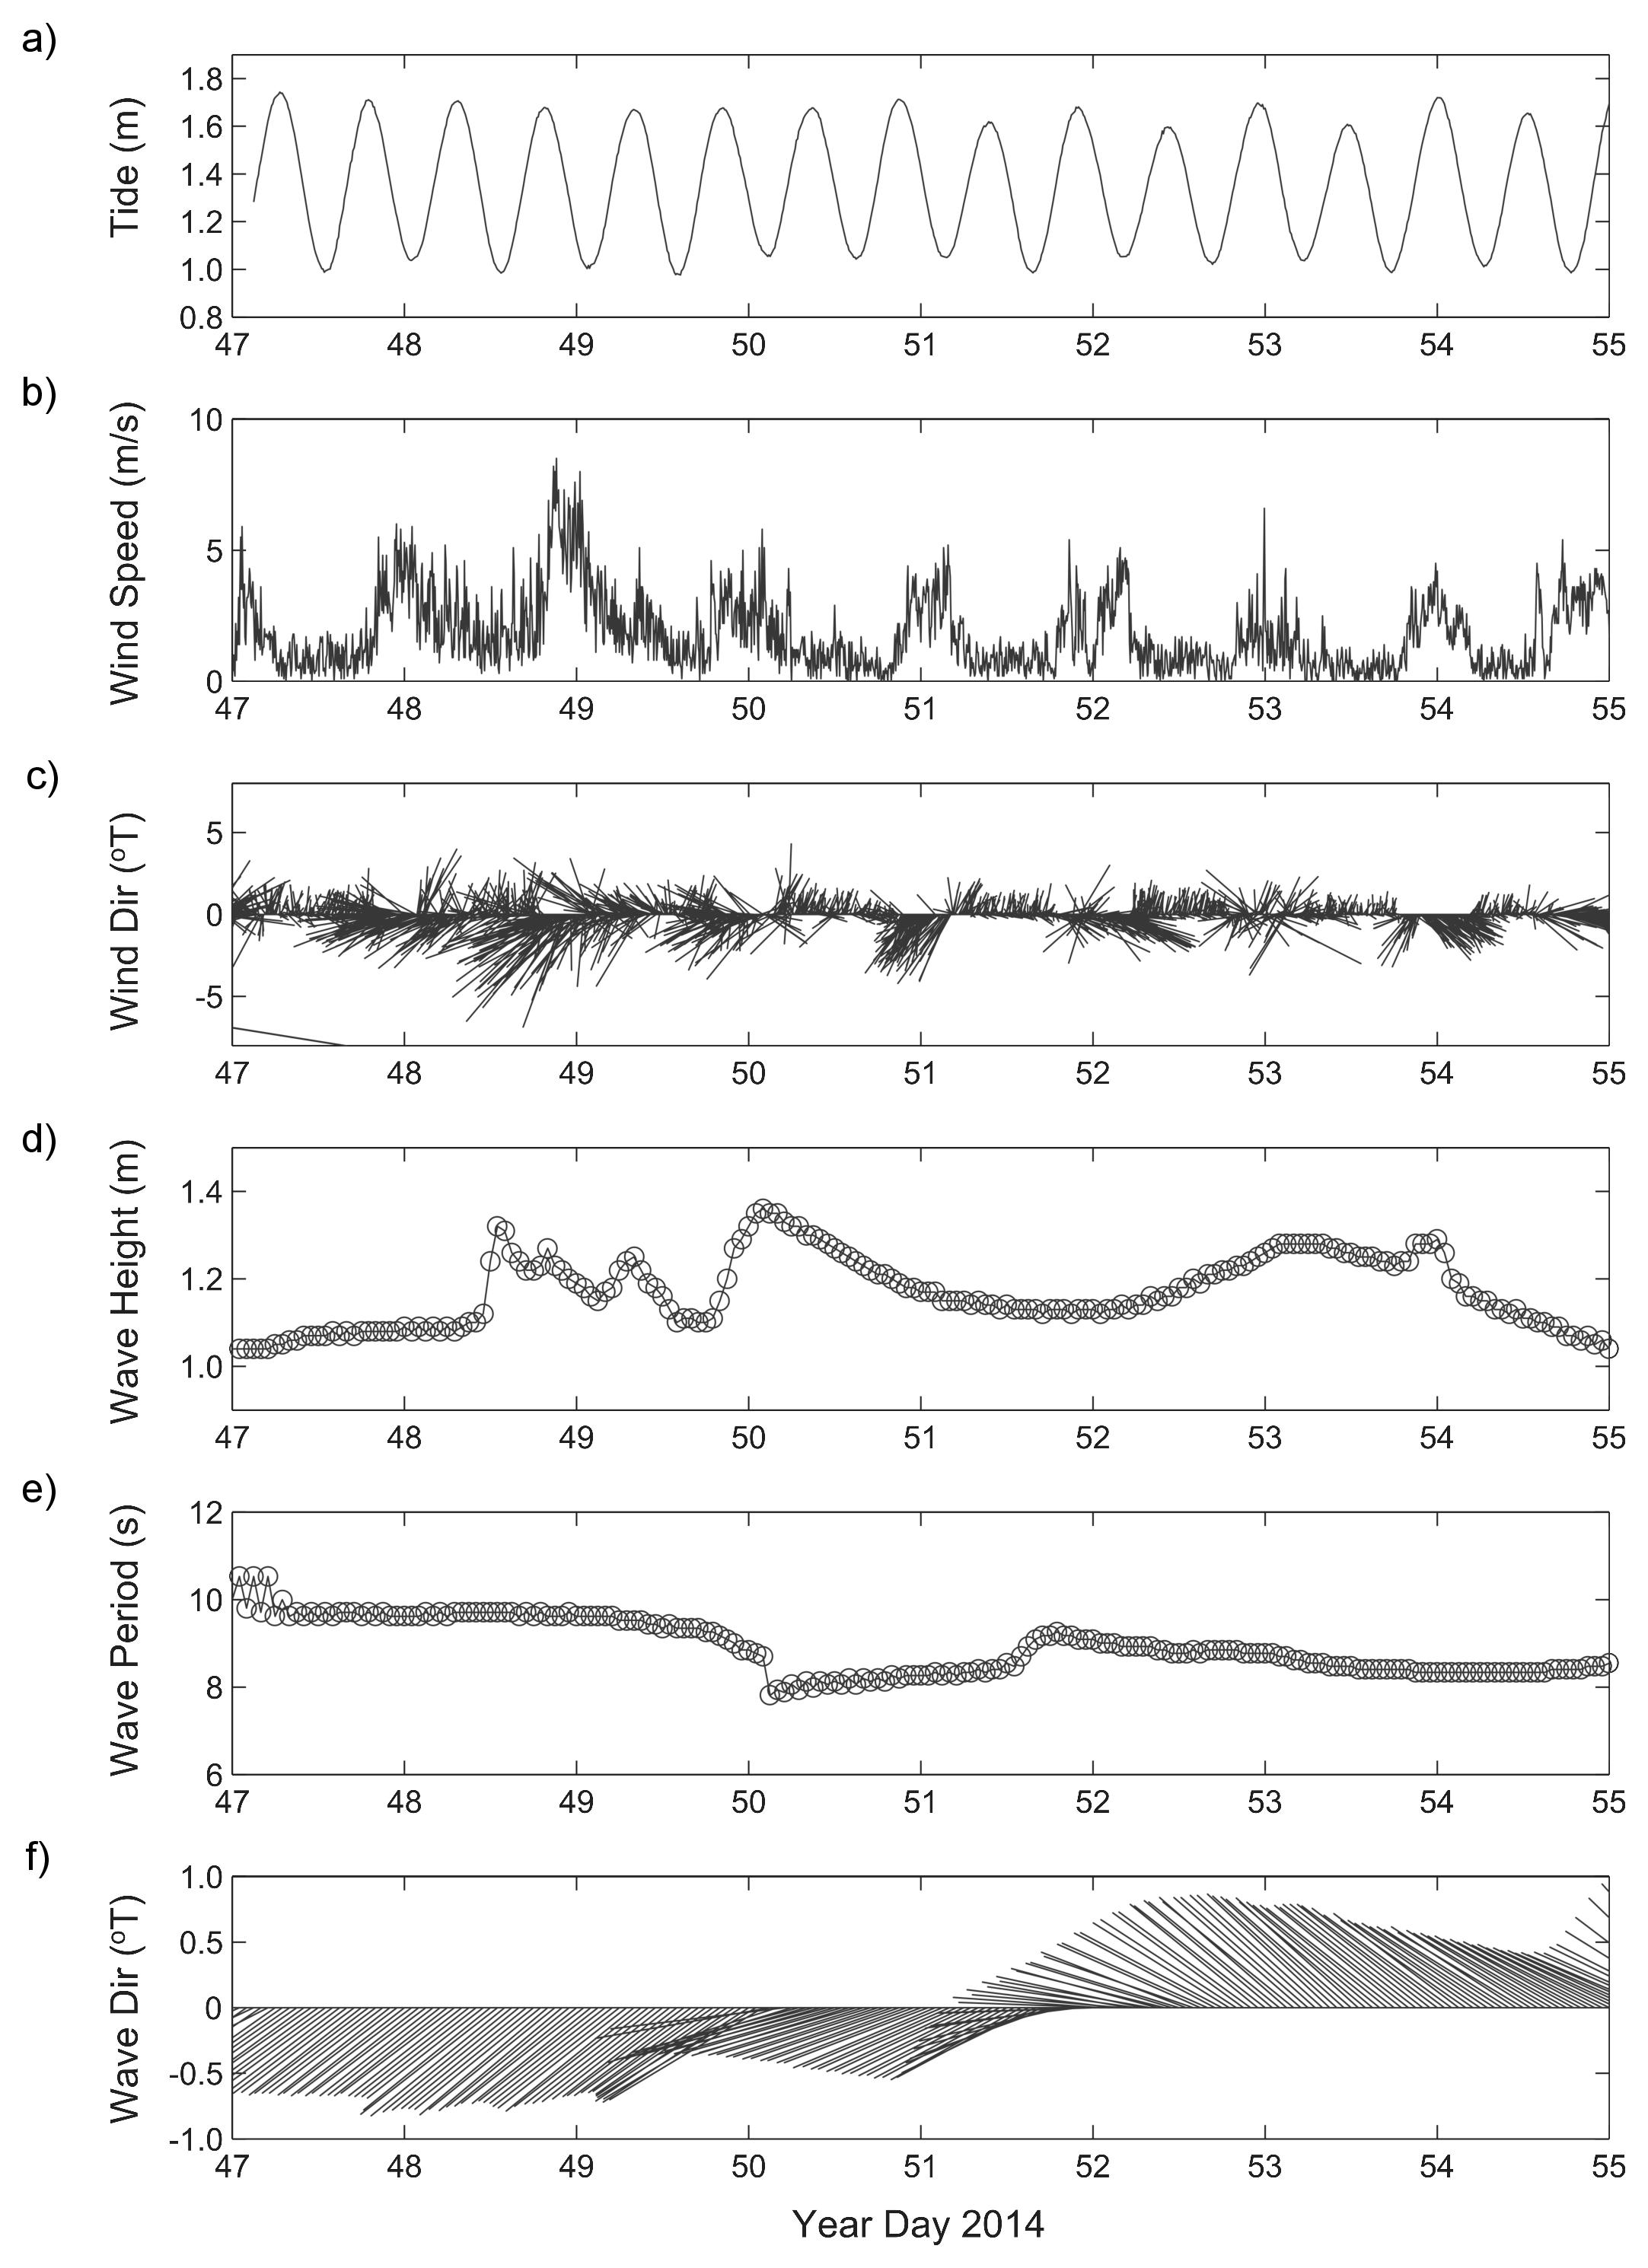 a)
Tide (m)
1.8
1.6
1.4
1.2
1.0
0.8
47 48 49 50 51 52 53 54 55
b)
Wind Speed (m/s)
10
5
0
47 48 49 50 51 52 53 54 55
c)
Wind Dir (ºT)
5
0
-5
47 48 49 50 51 52 53 54 55
d)
Wave Height (m)
1.4
1.2
1.0
47 48 49 50 51 52 53 54 55
e)
Wave Period (s)
12
10
8
6
47 48 49 50 51 52 53 54 55
f)
Wave Dir (ºT)
1.0
0.5
0
-0.5
-1.0
47 48 49 50 51 52 53 54 55
Year Day 2014